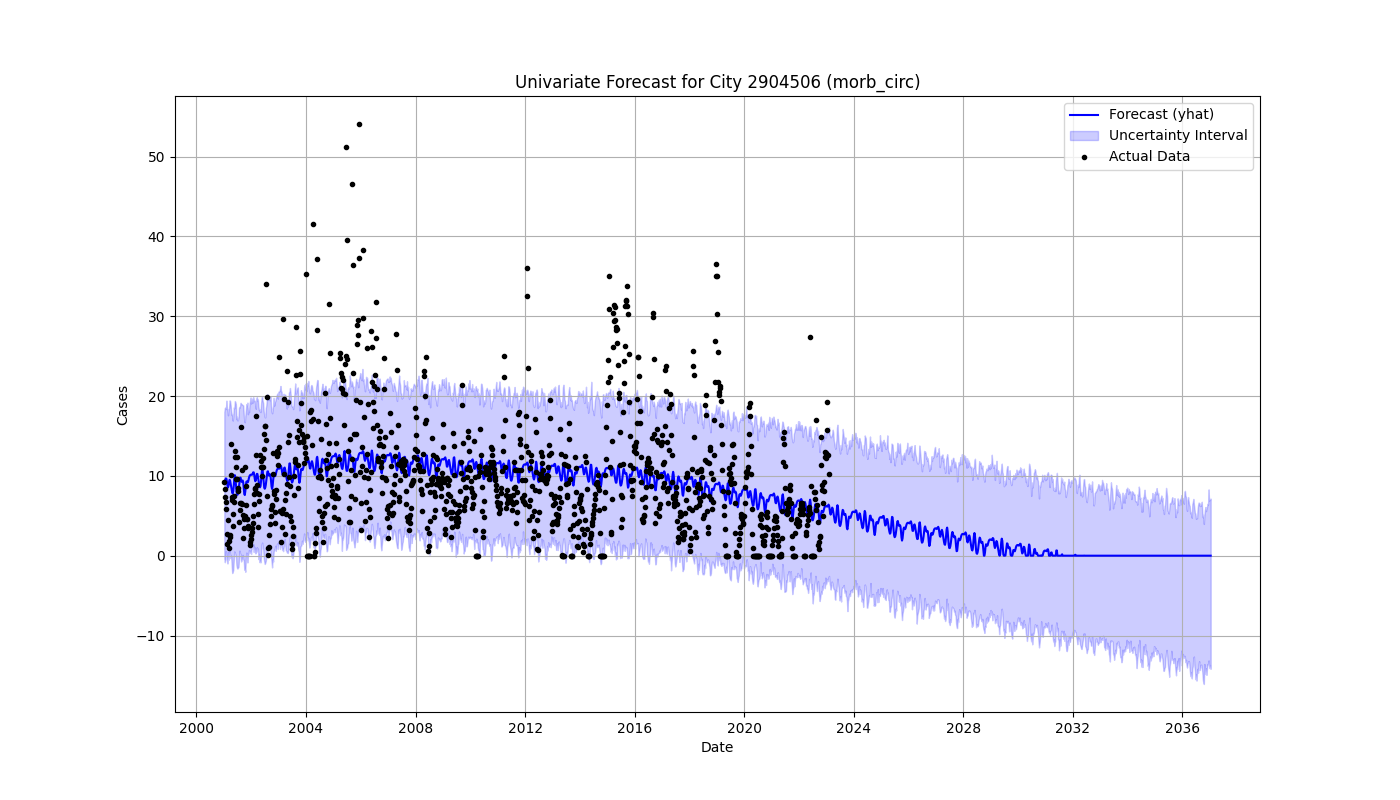 Univariate Forecast for City 2904506 (morb_circ)
Forecast (yhat)
Uncertainty Interval
Actual Data
Cases
50
40
30
20
10
0
−10
2000 2004 2008 2012 2016 2020 2024 2028 2032 2036
Date